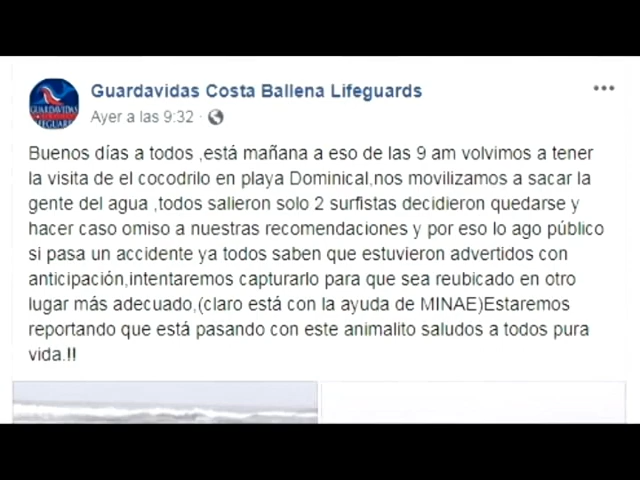 Guardavidas Costa Ballena Lifeguards
Ayer a las 9:32
GUARDAVIDAS
Buenos días a todos ,está mañana a eso de las 9 am volvimos a tener
la visita de el cocodrilo en playa Dominical,nos movilizamos a sacar la
gente del agua ,todos salieron solo 2 surfistas decidieron quedarse y
hacer caso omiso a nuestras recomendaciones y por eso lo ago público
si pasa un accidente ya todos saben que estuvieron advertidos con
anticipación,intentaremos capturarlo para que sea reubicado en otro
lugar más adecuado,(claro está con la ayuda de MINAE)Estaremos
reportando que está pasando con este animalito saludos a todos pura
vida.!!